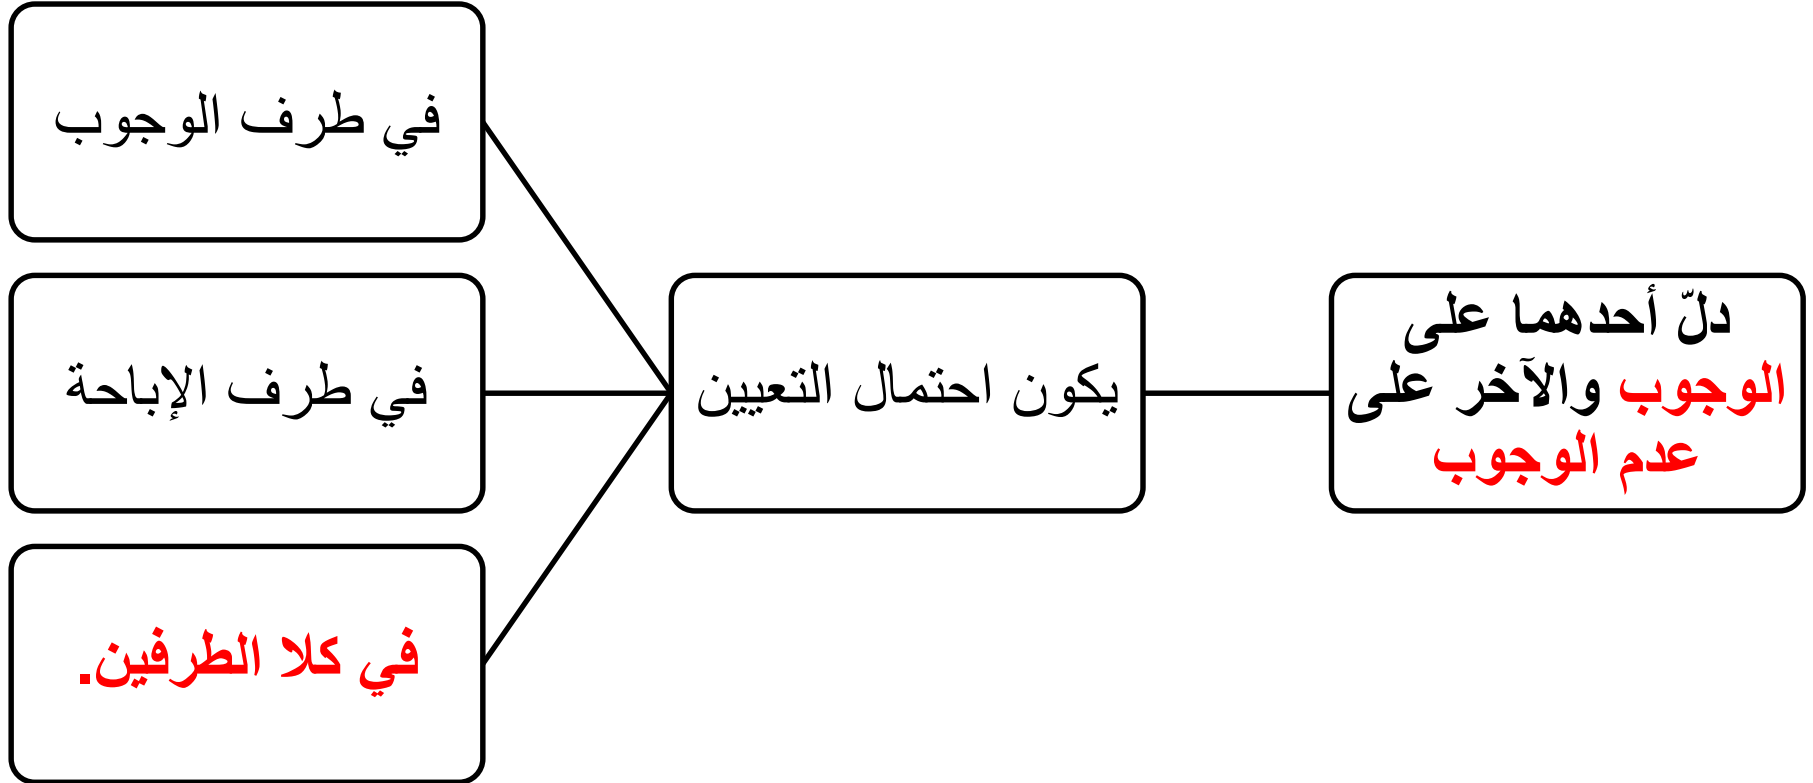 دلّ أحدهما على
الوجوب والآخر على
عدم الوجوب
يكون احتمال التعيين
في طرف الوجوب
في طرف الإباحة
في كلا الطرفين.